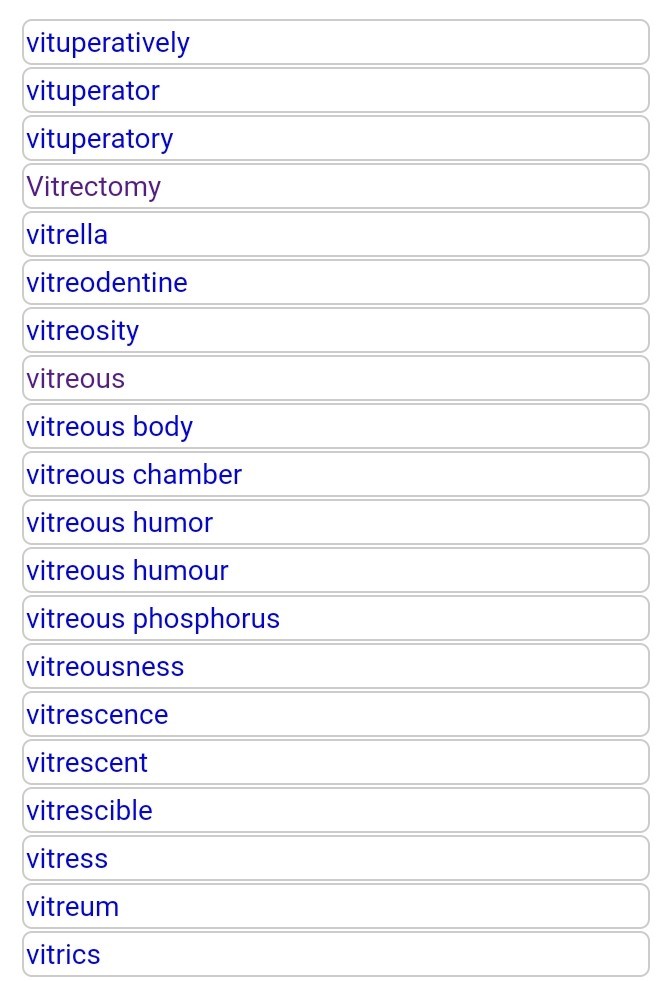 vituperatively
vituperator
vituperatory
Vitrectomy
vitrella
vitreodentine
vitreosity
vitreous
vitreous body
vitreous chamber
vitreous humor
vitreous humour
vitreous phosphorus
vitreousness
vitrescence
vitrescent
vitrescible
vitress
vitreum
vitrics